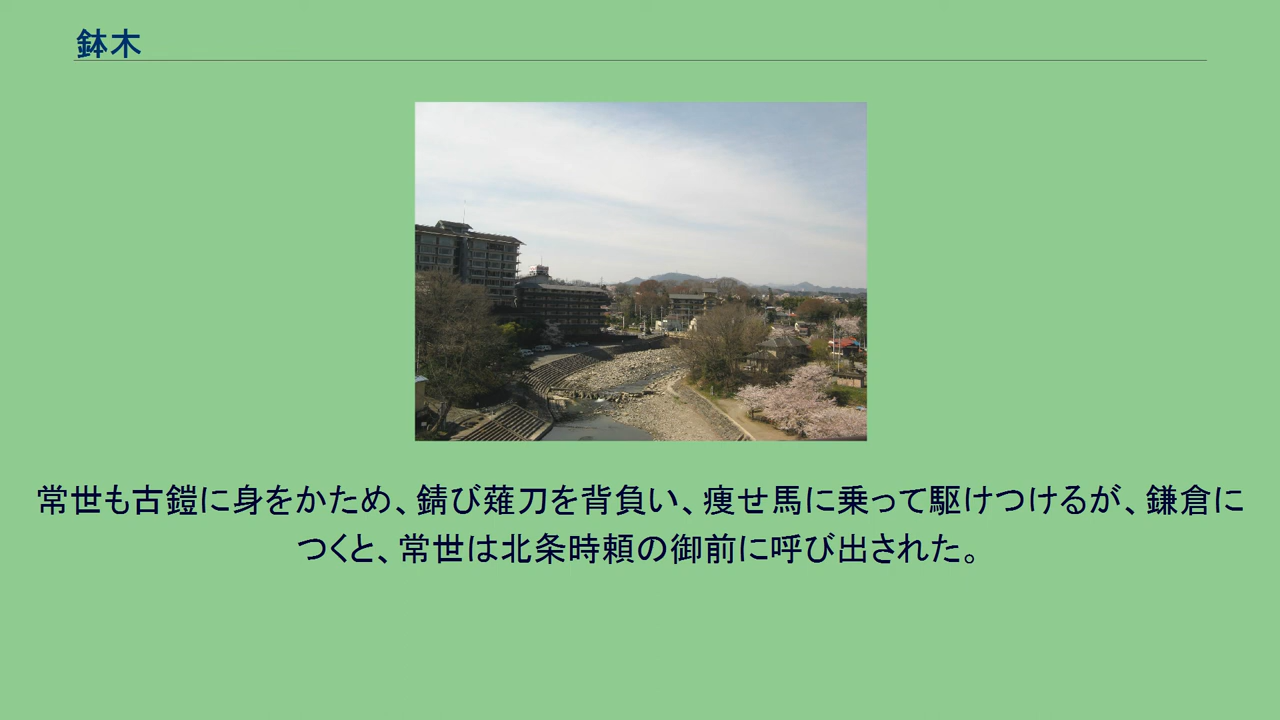 鉢木
常世も古鎧に身をかため、錆び薙刀を背負い、痩せ馬に乗って駆けつけるが、鎌倉に
つくと、常世は北条時頼の御前に呼び出された。